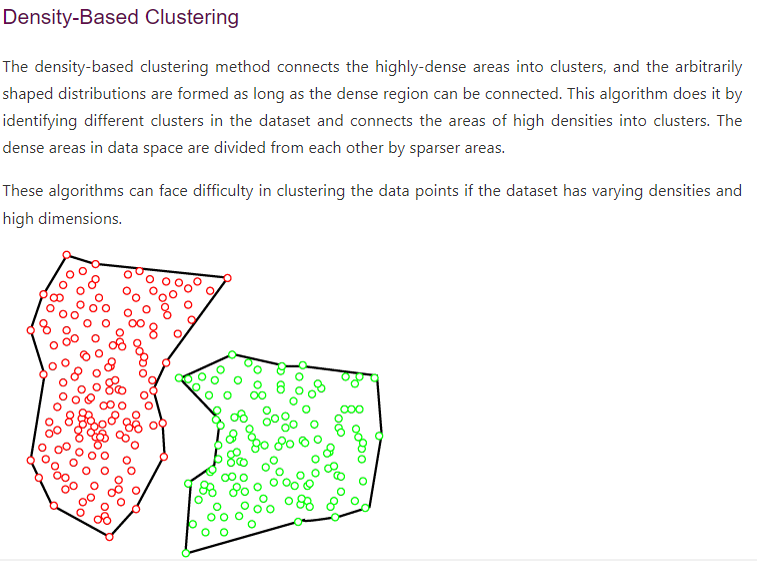 Density-Based Clustering
The density-based clustering method connects the highly-dense areas into clusters, and the arbitrarily
shaped distributions are formed as long as the dense region can be connected. This algorithm does it by
identifying different clusters in the dataset and connects the areas of high densities into clusters. The
dense areas in data space are divided from each other by sparser areas.
These algorithms can face difficulty in clustering the data points if the dataset has varying densities and
high dimensions.